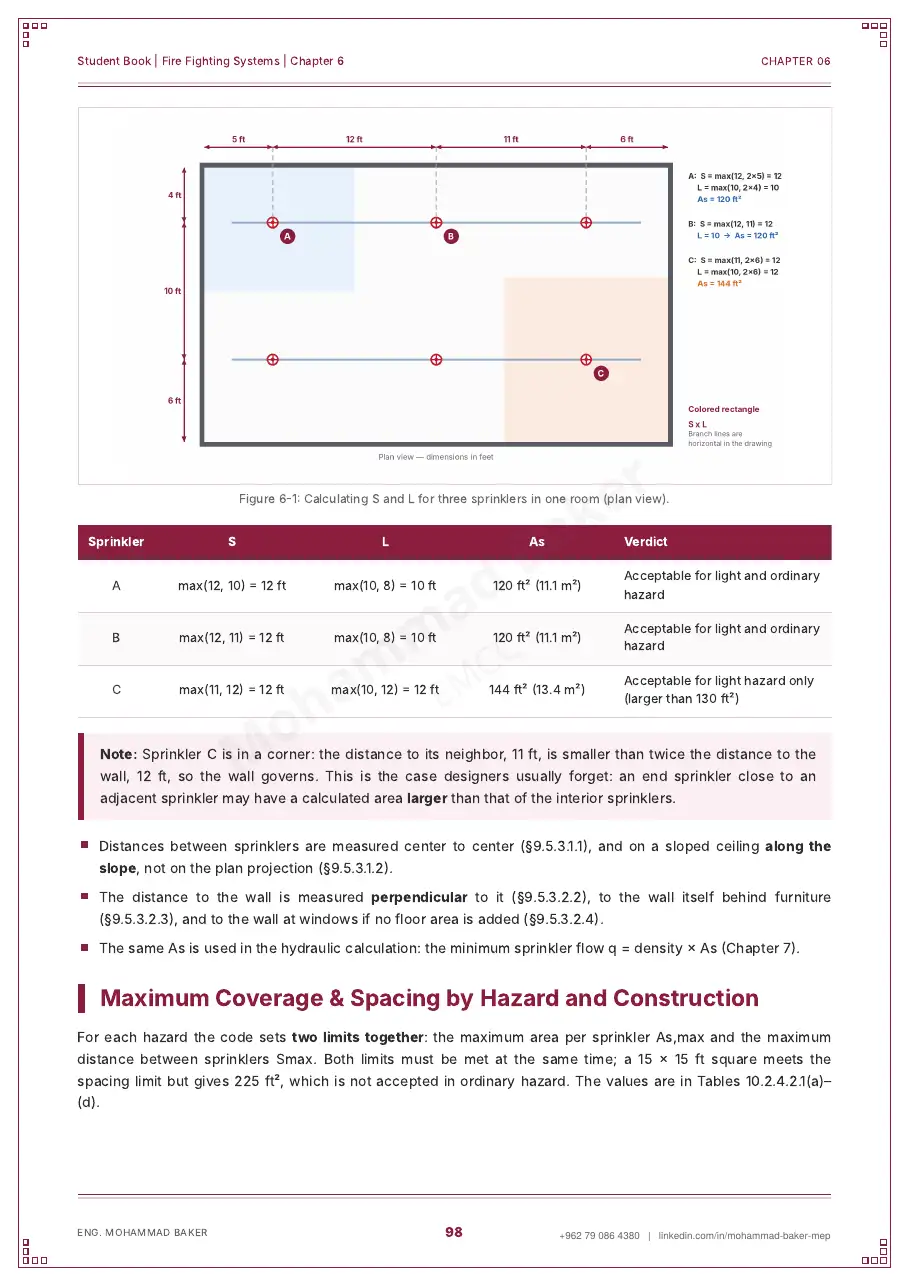 Student Book | Fire Fighting Systems | Chapter 6
CHAPTER 06
5 ft
12 ft
11 ft
6 ft
4 ft
10 ft
6 ft
A
B
C
A: S = max(12, 2×5) = 12
L = max(10, 2×4) = 10
As = 120 ft²
B: S = max(12, 11) = 12
L = 10 → As = 120 ft²
C: S = max(11, 2×6) = 12
L = max(10, 2×6) = 12
As = 144 ft²
Colored rectangle
S x L
Branch lines are
horizontal in the drawing
Plan view — dimensions in feet
Figure 6-1: Calculating S and L for three sprinklers in one room (plan view).
Sprinkler S L As Verdict
A max(12, 10) = 12 ft max(10, 8) = 10 ft 120 ft² (11.1 m²) Acceptable for light and ordinary
hazard
B max(12, 11) = 12 ft max(10, 8) = 10 ft 120 ft² (11.1 m²) Acceptable for light and ordinary
hazard
C max(11, 12) = 12 ft max(10, 12) = 12 ft 144 ft² (13.4 m²) Acceptable for light hazard only
(larger than 130 ft²)
Note: Sprinkler C is in a corner: the distance to its neighbor, 11 ft, is smaller than twice the distance to the
wall, 12 ft, so the wall governs. This is the case designers usually forget: an end sprinkler close to an
adjacent sprinkler may have a calculated area larger than that of the interior sprinklers.
Distances between sprinklers are measured center to center (§9.5.3.1.1), and on a sloped ceiling along the
slope, not on the plan projection (§9.5.3.1.2).
The distance to the wall is measured perpendicular to it (§9.5.3.2.2), to the wall itself behind furniture
(§9.5.3.2.3), and to the wall at windows if no floor area is added (§9.5.3.2.4).
The same As is used in the hydraulic calculation: the minimum sprinkler flow q = density × As (Chapter 7).
Maximum Coverage & Spacing by Hazard and Construction
For each hazard the code sets two limits together: the maximum area per sprinkler As,max and the maximum
distance between sprinklers Smax. Both limits must be met at the same time; a 15 × 15 ft square meets the
spacing limit but gives 225 ft², which is not accepted in ordinary hazard. The values are in Tables 10.2.4.2.1(a)–
(d).
Mohammad Baker
LMCC
ENG. MOHAMMAD BAKER
98
+962 79 086 4380 | linkedin.com/in/mohammad-baker-mep